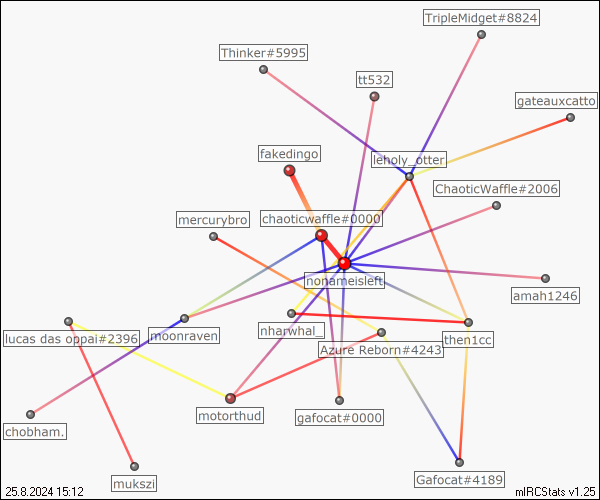 TripleMidget#8824
Thinker#5995
tt532
gateauxcatto
fakedingo
leholy_otter
ChaoticWaffle#2006
mercurybro
chaoticwaffle#0000
nonameisleft
amah1246
lucas das oppai#2396
moonraven
nharwhal_
Azure Reborn#4243
then1cc
chobham.
motorthud
gafocat#0000
mukszi
Gafocat#4189
25.8.2024 15:12
mIRCStats v1.25